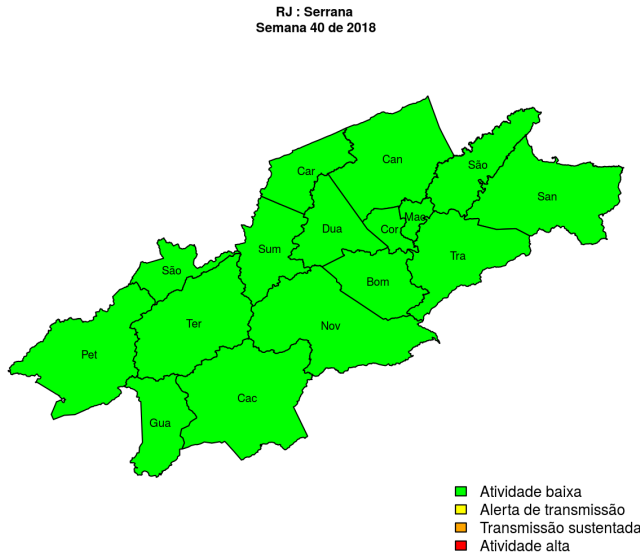 RJ : Serrana
Semana 40 de 2018
Can
São
Car
San
Mac
Dua
Cor
Sum
Tra
São
Bom
Ter
Nov
Pet
Cac
Gua
Atividade baixa
Alerta de transmissão
Transmissão sustentada
Atividade alta